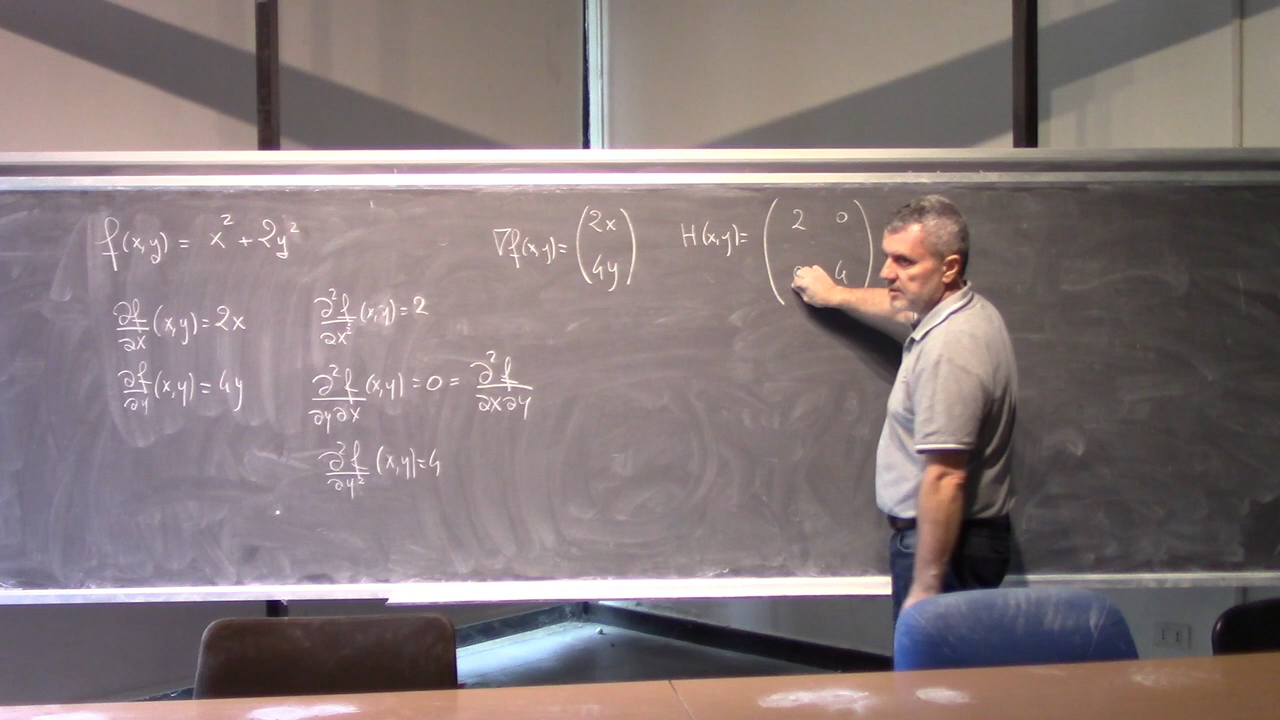 f(x,y) = x² + 2y²
∇f(x,y) = (2x
4y)
H(x,y) = (2 0
0 4)
∂f/∂x (x,y) = 2x
∂f/∂y (x,y) = 4y
∂²f/∂x² (x,y) = 2
∂²f/∂y∂x (x,y) = 0 = ∂²f/∂x∂y
∂²f/∂y² (x,y) = 4